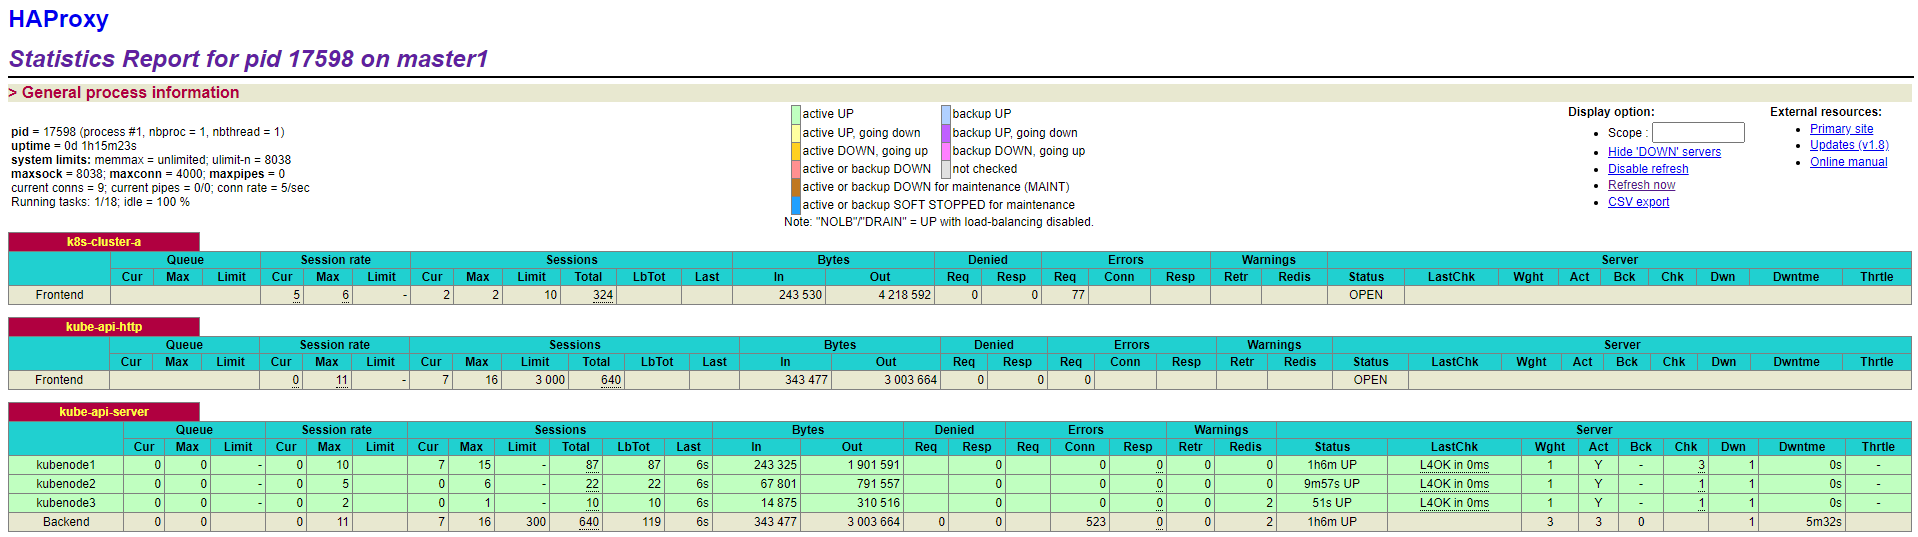 HAProxy
Statistics Report for pid 17598 on master1
> General process information
pid = 17598 (process #1, nbproc = 1, nbthread = 1)
uptime = 0d 1h15m23s
system limits: memmax = unlimited; ulimit-n = 8038
maxsock = 8038; maxconn = 4000; maxpipes = 0
current conns = 9; current pipes = 0/0; conn rate = 5/sec
Running tasks: 1/18; idle = 100 %
active UP backup UP
active UP, going down backup UP, going down
active DOWN, going up backup DOWN, going up
active or backup DOWN not checked
active or backup DOWN for maintenance (MAINT)
active or backup SOFT STOPPED for maintenance
Note: "NOLB"/"DRAIN" = UP with load-balancing disabled.
Display option:
• Scope :
• Hide 'DOWN' servers
• Disable refresh
• Refresh now
• CSV export
External resources:
• Primary site
• Updates (v1.8)
• Online manual
k8s-cluster-a
Queue Session rate Sessions Bytes Denied Errors Warnings Server
Cur Max Limit Cur Max Limit Cur Max Limit Total LbTot Last In Out Req Resp Req Conn Resp Retr Redis Status LastChk Wght Act Bck Chk Dwn Dwntme Thrtle
Frontend 5 6 - 2 2 10 324 243 530 4 218 592 0 0 77 OPEN
kube-api-http
Queue Session rate Sessions Bytes Denied Errors Warnings Server
Cur Max Limit Cur Max Limit Cur Max Limit Total LbTot Last In Out Req Resp Req Conn Resp Retr Redis Status LastChk Wght Act Bck Chk Dwn Dwntme Thrtle
Frontend 0 11 - 7 16 3 000 640 343 477 3 003 664 0 0 0 OPEN
kube-api-server
Queue Session rate Sessions Bytes Denied Errors Warnings Server
Cur Max Limit Cur Max Limit Cur Max Limit Total LbTot Last In Out Req Resp Req Conn Resp Retr Redis Status LastChk Wght Act Bck Chk Dwn Dwntme Thrtle
kubenode1 0 0 - 0 10 7 15 - 87 87 6s 243 325 1 901 591 0 0 0 0 0 1h6m UP L4OK in 0ms 1 Y - 3 1 0s -
kubenode2 0 0 - 0 5 0 6 - 22 22 6s 67 801 791 557 0 0 0 0 0 9m57s UP L4OK in 0ms 1 Y - 1 1 0s -
kubenode3 0 0 - 0 2 0 1 - 10 10 6s 14 875 310 516 0 0 0 0 2 51s UP L4OK in 0ms 1 Y - 1 1 0s -
Backend 0 0 0 11 7 16 300 640 119 6s 343 477 3 003 664 0 0 523 0 0 2 1h6m UP 3 3 0 1 5m32s